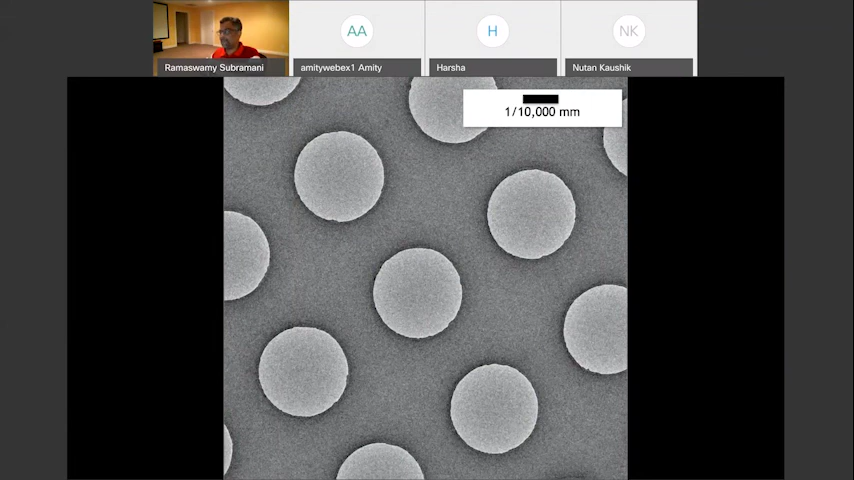 AA
H
NK
Ramaswamy Subramani
amitywebex1 Amity
Harsha
Nutan Kaushik
1/10,000 mm